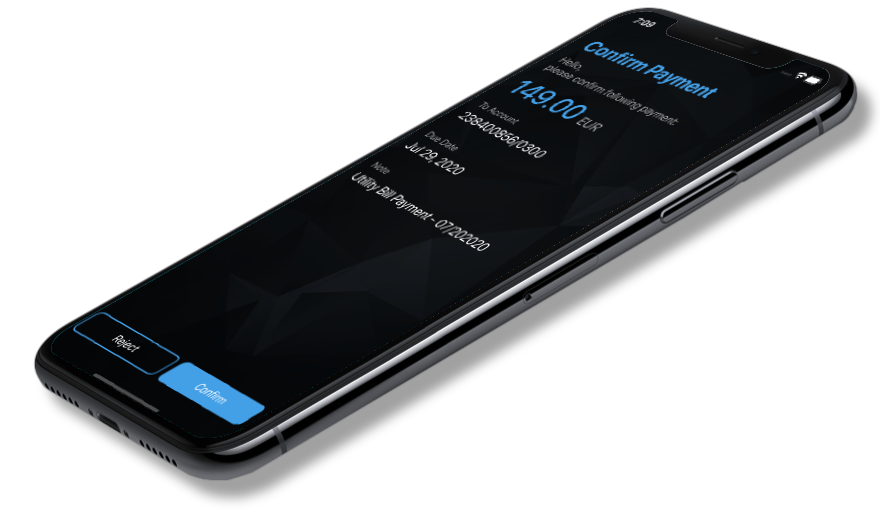 7:09
Confirm Payment
Hello,
please confirm following payment:
149.00 EUR
To Account
238400856/0300
Due Date
Jul 29, 2020
Note
Utility Bill Payment - 07/202020
Reject
Confirm